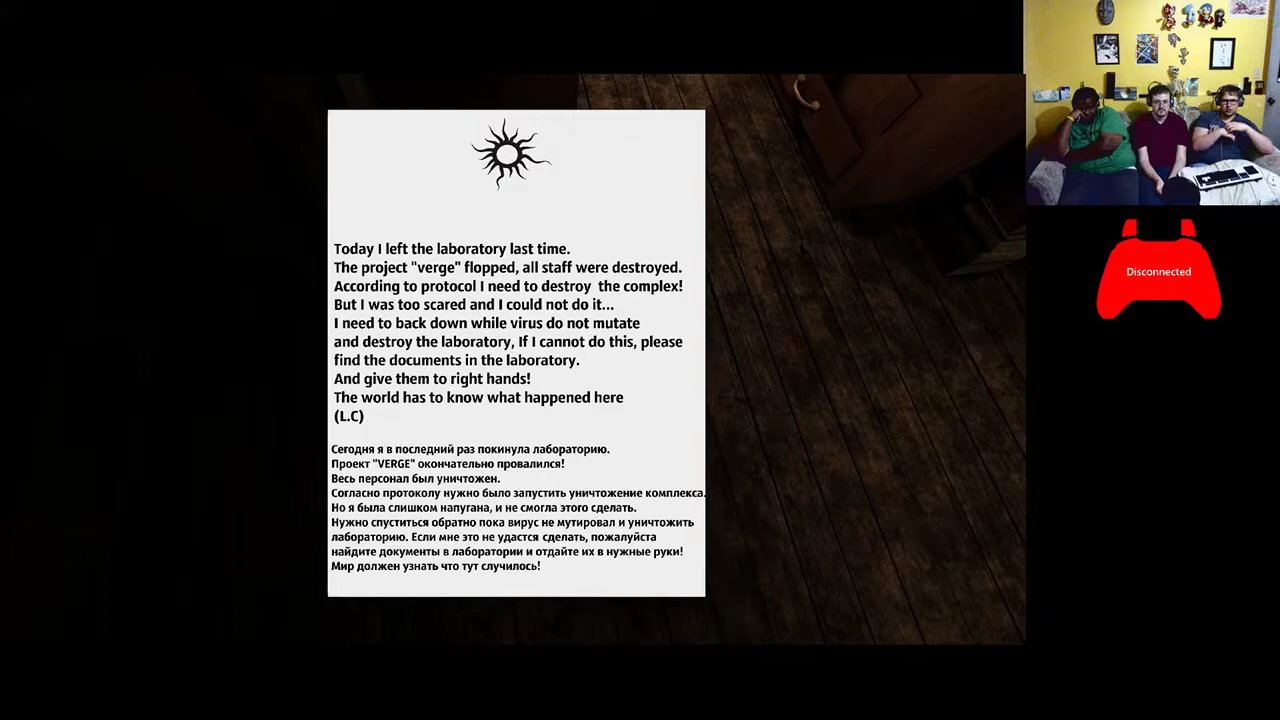 Today I left the laboratory last time.
The project "verge" flopped, all staff were destroyed.
According to protocol I need to destroy the complex!
But I was too scared and I could not do it...
I need to back down while virus do not mutate
and destroy the laboratory, If I cannot do this, please
find the documents in the laboratory.
And give them to right hands!
The world has to know what happened here
(L.C)
Сегодня я в последний раз покинула лабораторию.
Проект "VERGE" окончательно провалился!
Весь персонал был уничтожен.
Согласно протоколу нужно было запустить уничтожение комплекса.
Но я была слишком напугана, и не смогла этого сделать.
Нужно спуститься обратно пока вирус не мутировал и уничтожить
лабораторию. Если мне это не удастся сделать, пожалуйста
найдите документы в лаборатории и отдайте их в нужные руки!
Мир должен узнать что тут случилось!
Disconnected